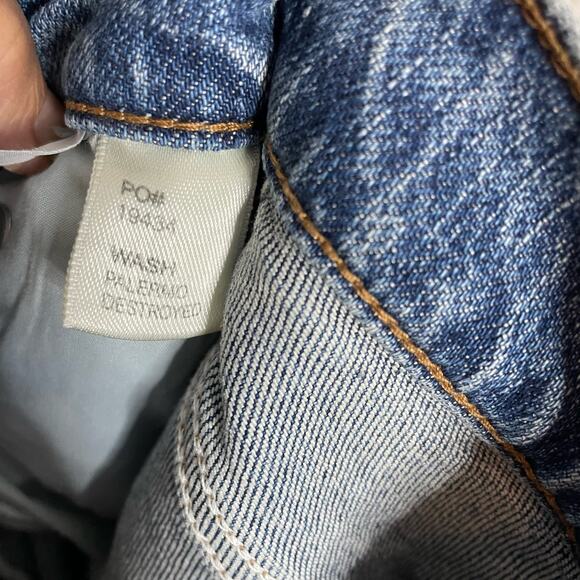 PO#
19434
WASH
PALERMO
DESTROYED